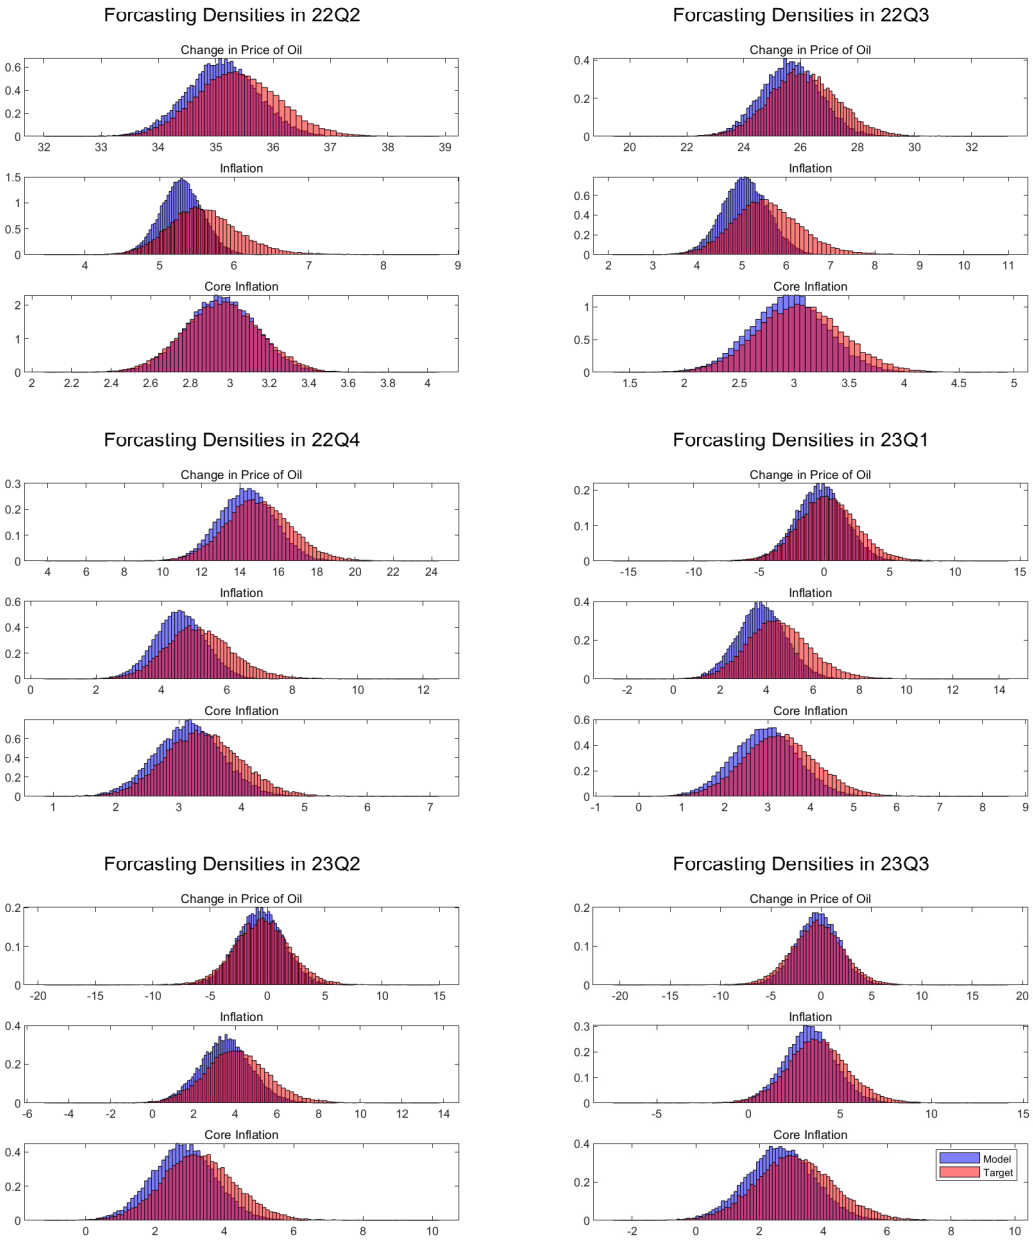 Forcasting Densities in 22Q2
Change in Price of Oil
0.6
0.4
0.2
0
32 33 34 35 36 37 38 39
Inflation
1.5
1
0.5
0
4 5 6 7 8 9
Core Inflation
2
1
0
2 2.2 2.4 2.6 2.8 3 3.2 3.4 3.6 3.8 4
Forcasting Densities in 22Q3
Change in Price of Oil
0.4
0.2
0
20 22 24 26 28 30 32
Inflation
0.6
0.4
0.2
0
2 3 4 5 6 7 8 9 10 11
Core Inflation
1
0.5
0
1.5 2 2.5 3 3.5 4 4.5 5
Forcasting Densities in 22Q4
Change in Price of Oil
0.3
0.2
0.1
0
4 6 8 10 12 14 16 18 20 22 24
Inflation
0.6
0.4
0.2
0
0 2 4 6 8 10 12
Core Inflation
0.6
0.4
0.2
0
1 2 3 4 5 6 7
Forcasting Densities in 23Q1
Change in Price of Oil
0.2
0.1
0
-15 -10 -5 0 5 10 15
Inflation
0.4
0.2
0
-2 0 2 4 6 8 10 12 14
Core Inflation
0.6
0.4
0.2
0
-1 0 1 2 3 4 5 6 7 8 9
Forcasting Densities in 23Q2
Change in Price of Oil
0.2
0.1
0
-20 -15 -10 -5 0 5 10 15
Inflation
0.4
0.2
0
-6 -4 -2 0 2 4 6 8 10 12 14
Core Inflation
0.4
0.2
0
0 2 4 6 8 10
Forcasting Densities in 23Q3
Change in Price of Oil
0.2
0.1
0
-20 -15 -10 -5 0 5 10 15 20
Inflation
0.3
0.2
0.1
0
-5 0 5 10 15
Core Inflation
0.4
0.2
0
-2 0 2 4 6 8 10
Model
Target